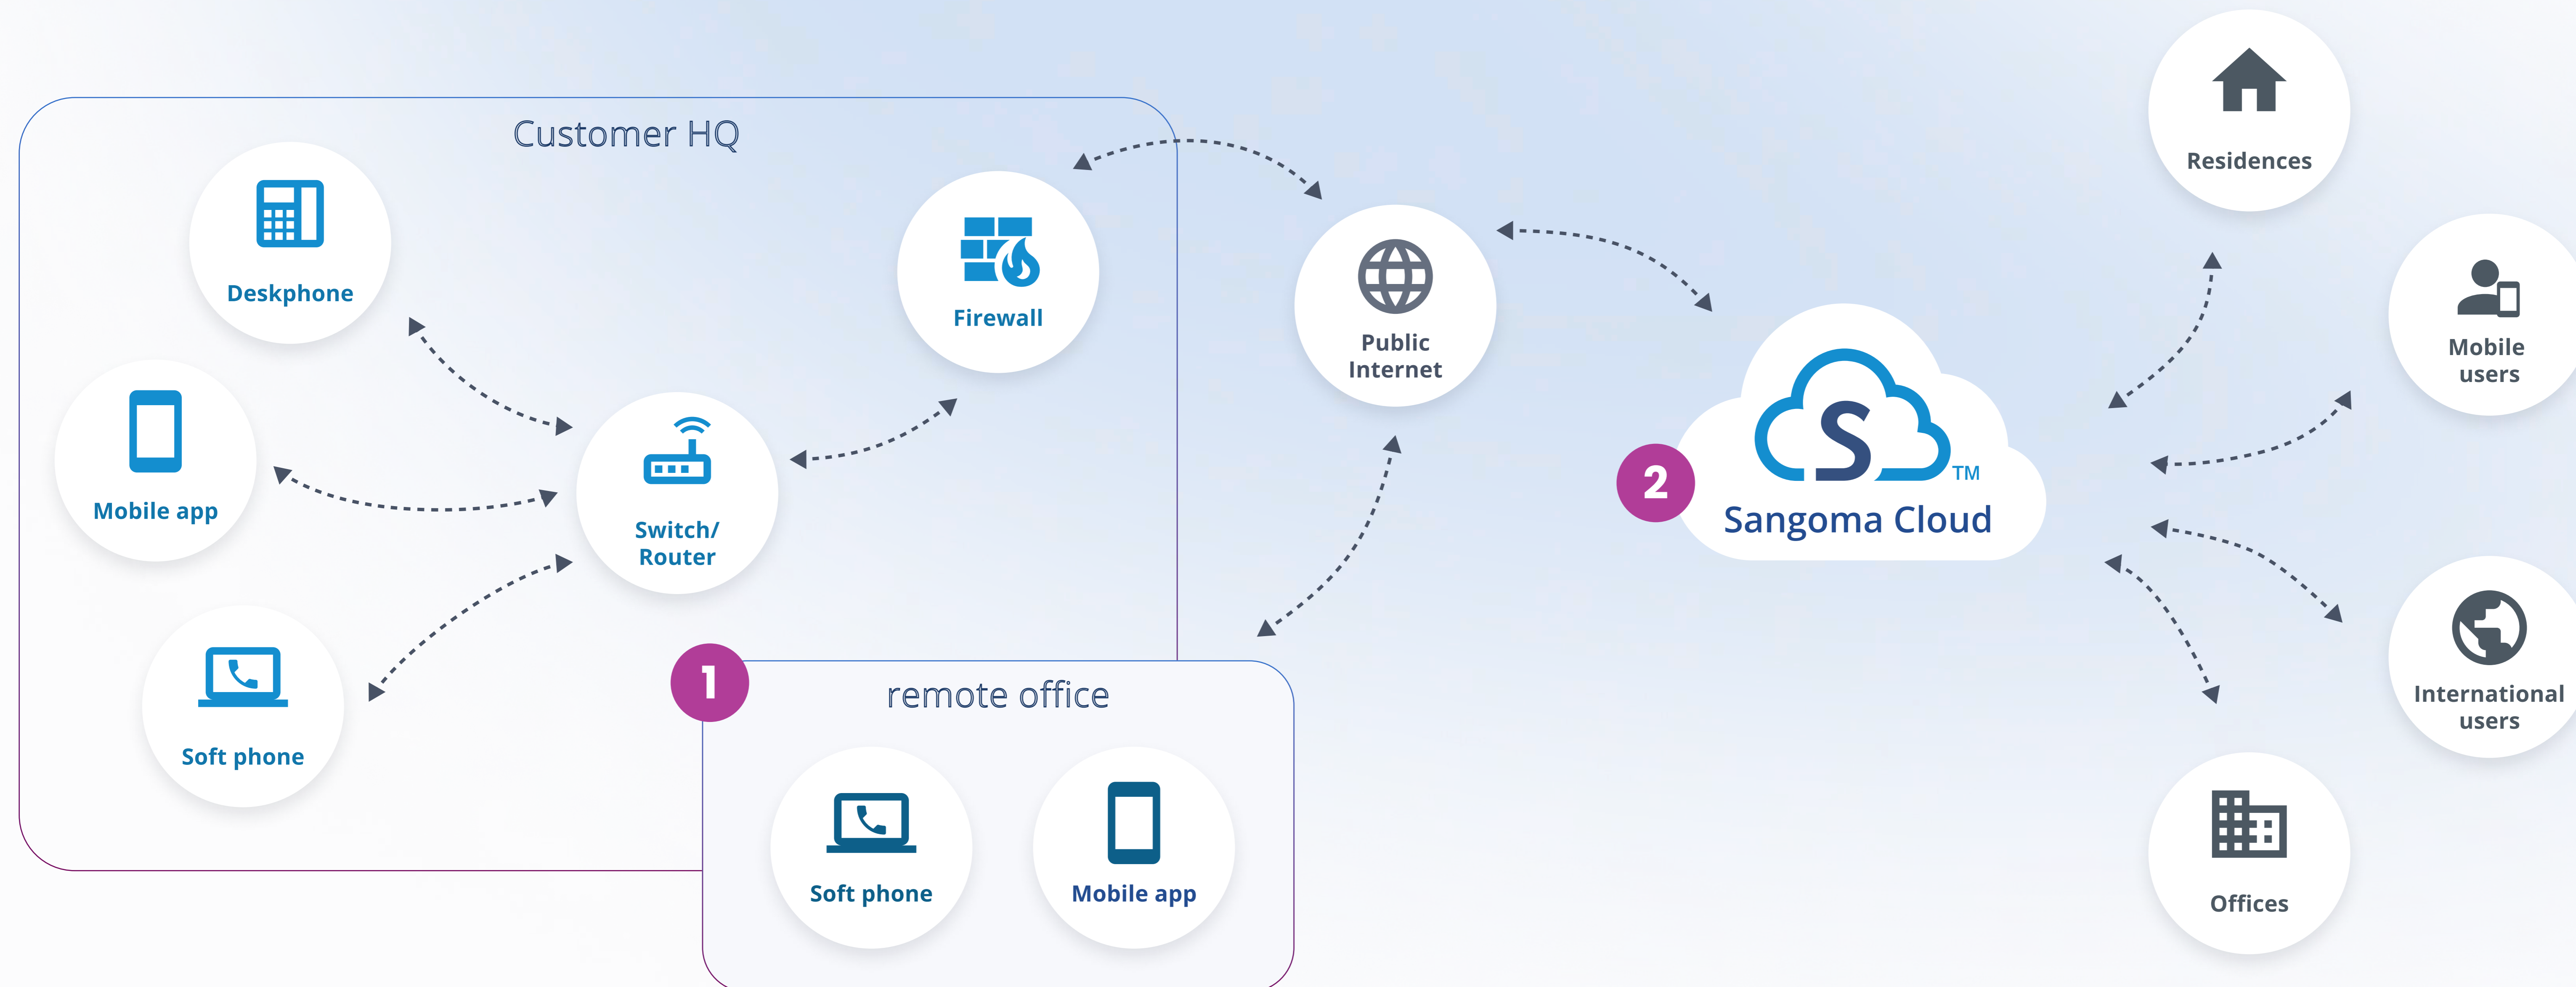 Customer HQ
Deskphone
Mobile app
Soft phone
Switch/
Router
Firewall
1
remote office
Soft phone
Mobile app
Public
Internet
2
S
TM
Sangoma Cloud
Residences
Mobile
users
International
users
Offices